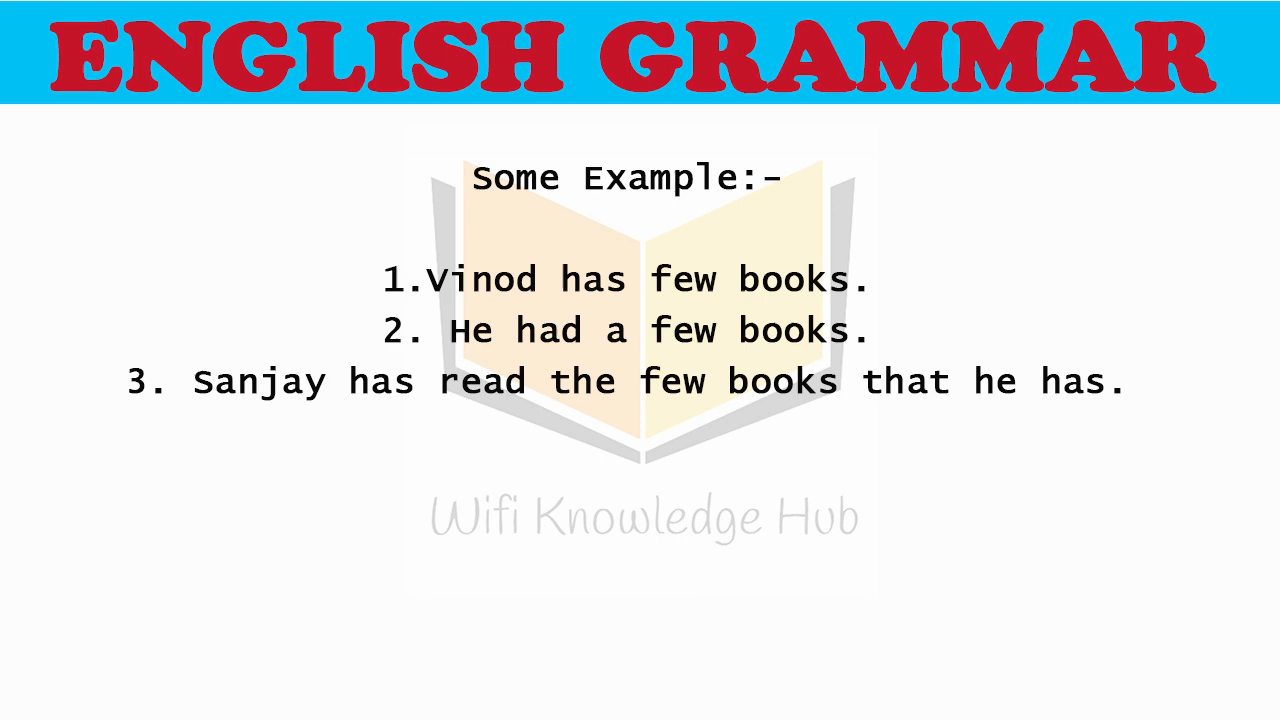 ENGLISH GRAMMAR
Some Example:-
1.Vinod has few books.
2. He had a few books.
3. Sanjay has read the few books that he has.
Wifi Knowledge Hub